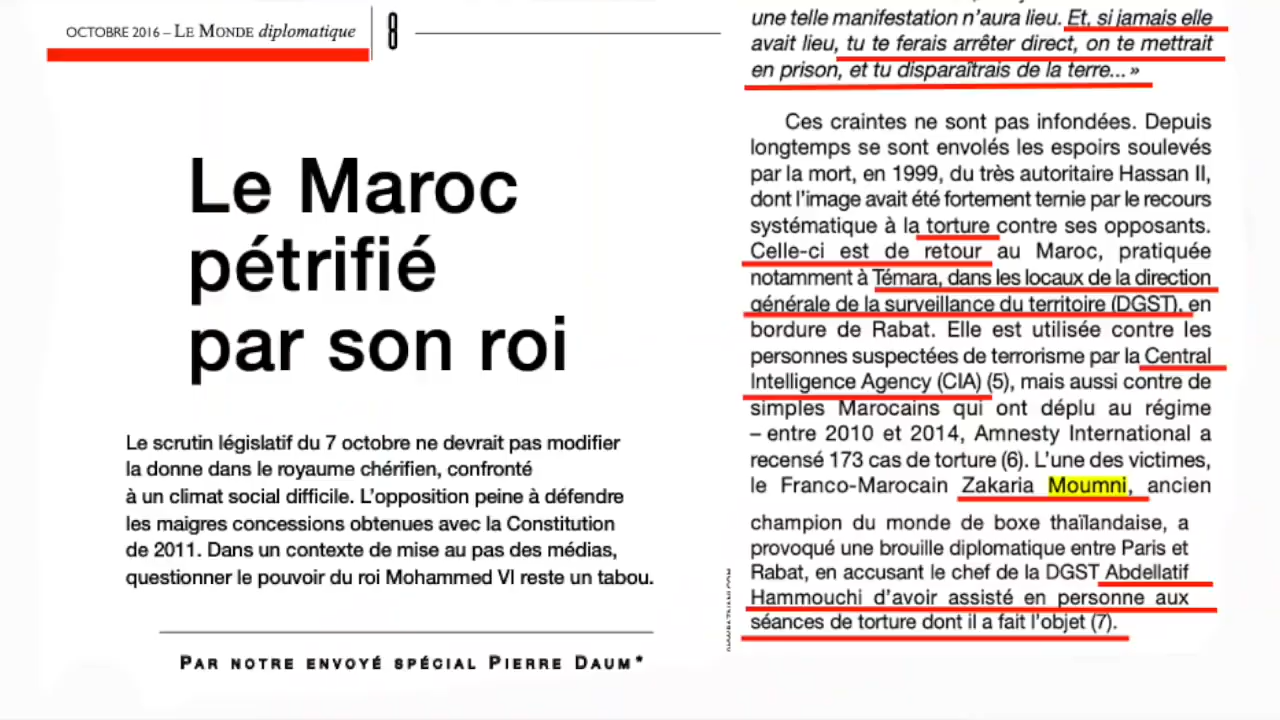 OCTOBRE 2016 – LE MONDE diplomatique
8
Le Maroc
pétrifié
par son roi
Le scrutin législatif du 7 octobre ne devrait pas modifier
la donne dans le royaume chérifien, confronté
à un climat social difficile. L’opposition peine à défendre
les maigres concessions obtenues avec la Constitution
de 2011. Dans un contexte de mise au pas des médias,
questionner le pouvoir du roi Mohammed VI reste un tabou.
PAR NOTRE ENVOYÉ SPÉCIAL PIERRE DAUM*
une telle manifestation n’aura lieu. Et, si jamais elle
avait lieu, tu te ferais arrêter direct, on te mettrait
en prison, et tu disparaîtrais de la terre... »
Ces craintes ne sont pas infondées. Depuis
longtemps se sont envolés les espoirs soulevés
par la mort, en 1999, du très autoritaire Hassan II,
dont l’image avait été fortement ternie par le recours
systématique à la torture contre ses opposants.
Celle-ci est de retour au Maroc, pratiquée
notamment à Témara, dans les locaux de la direction
générale de la surveillance du territoire (DGST), en
bordure de Rabat. Elle est utilisée contre les
personnes suspectées de terrorisme par la Central
Intelligence Agency (CIA) (5), mais aussi contre de
simples Marocains qui ont déplu au régime
– entre 2010 et 2014, Amnesty International a
recensé 173 cas de torture (6). L’une des victimes,
le Franco-Marocain Zakaria Moumni, ancien
champion du monde de boxe thaïlandaise, a
provoqué une brouille diplomatique entre Paris et
Rabat, en accusant le chef de la DGST Abdellatif
Hammouchi d’avoir assisté en personne aux
séances de torture dont il a fait l’objet (7).